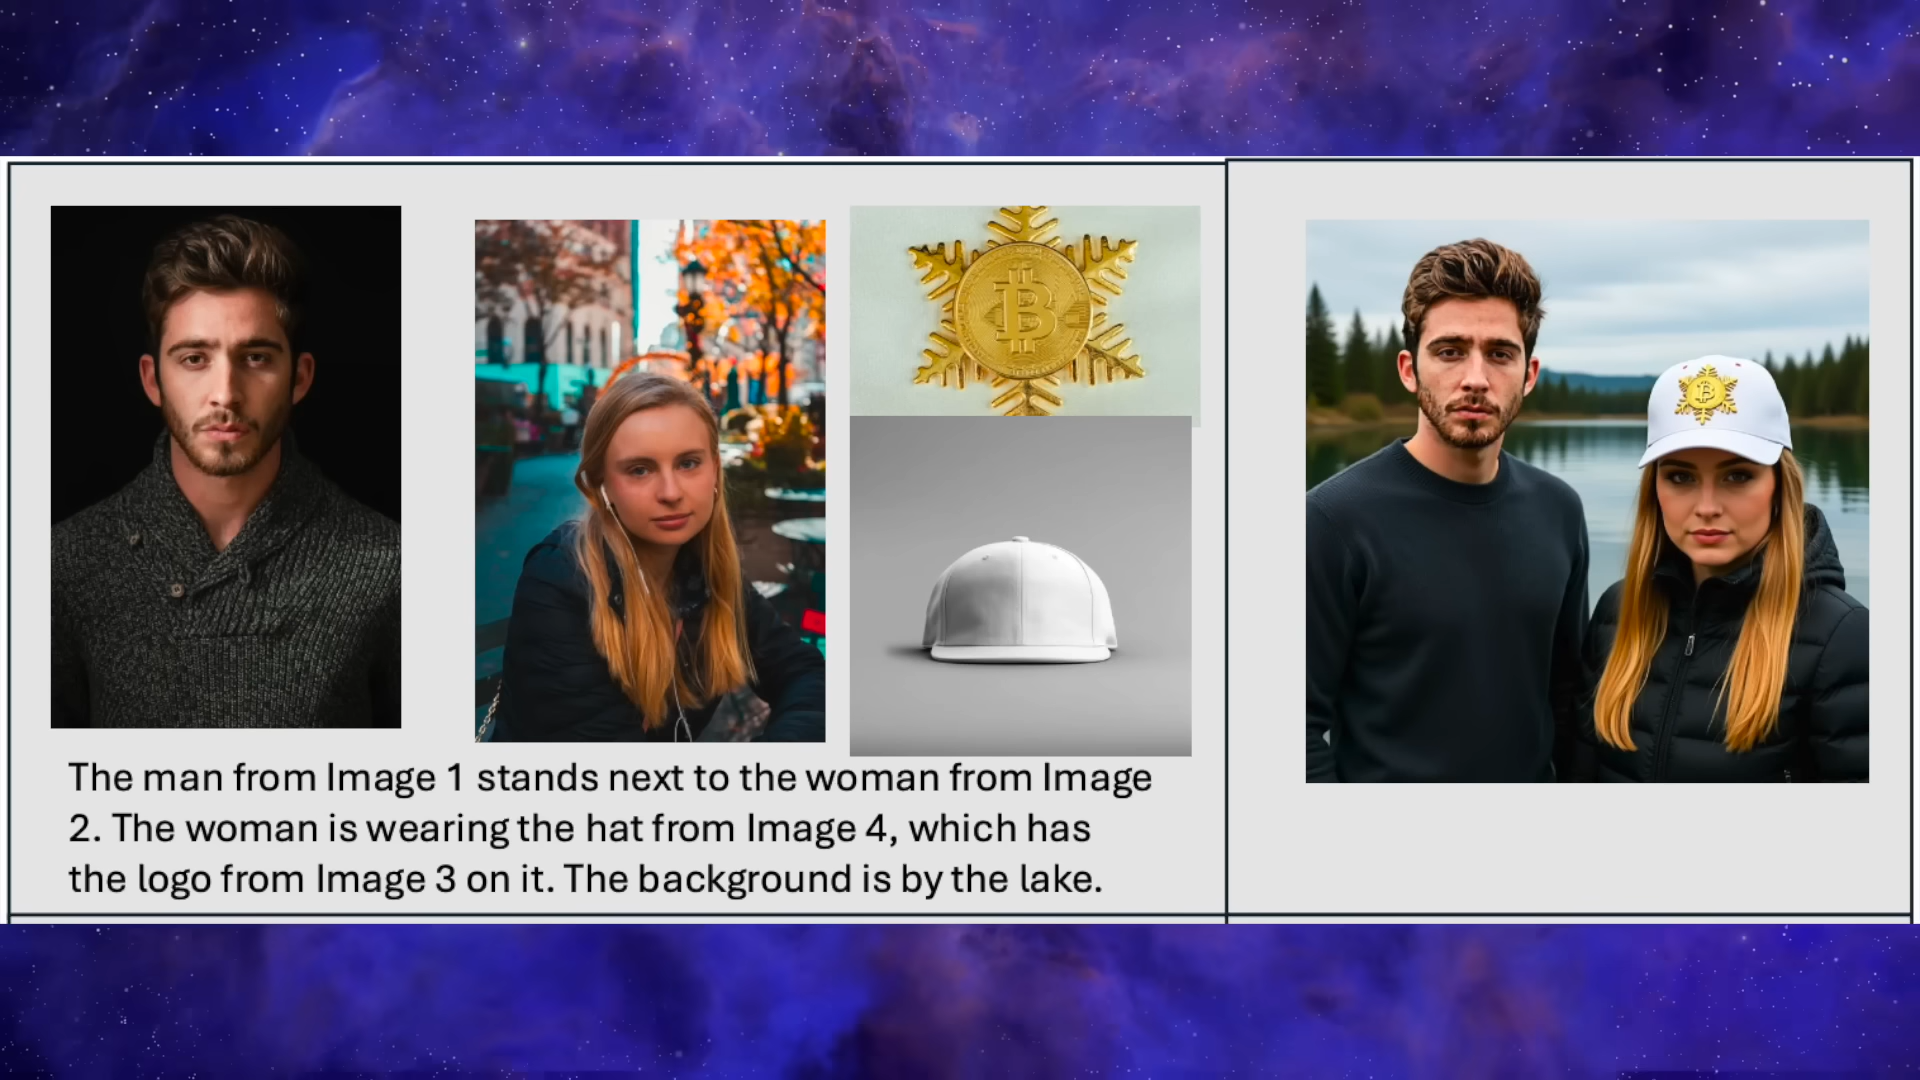 B
The man from Image 1 stands next to the woman from Image
2. The woman is wearing the hat from Image 4, which has
the logo from Image 3 on it. The background is by the lake.
B